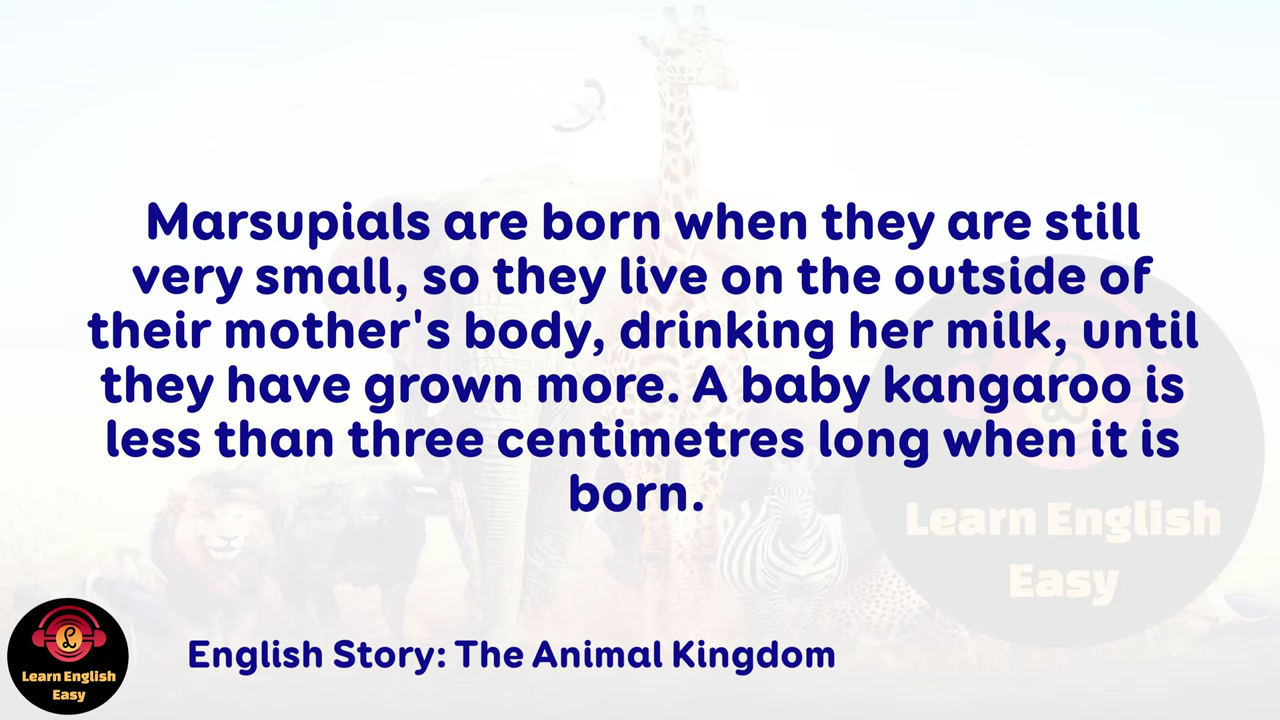 Marsupials are born when they are still
very small, so they live on the outside of
their mother's body, drinking her milk, until
they have grown more. A baby kangaroo is
less than three centimetres long when it is
born.
Learn English
Easy
Learn English
Easy
English Story: The Animal Kingdom